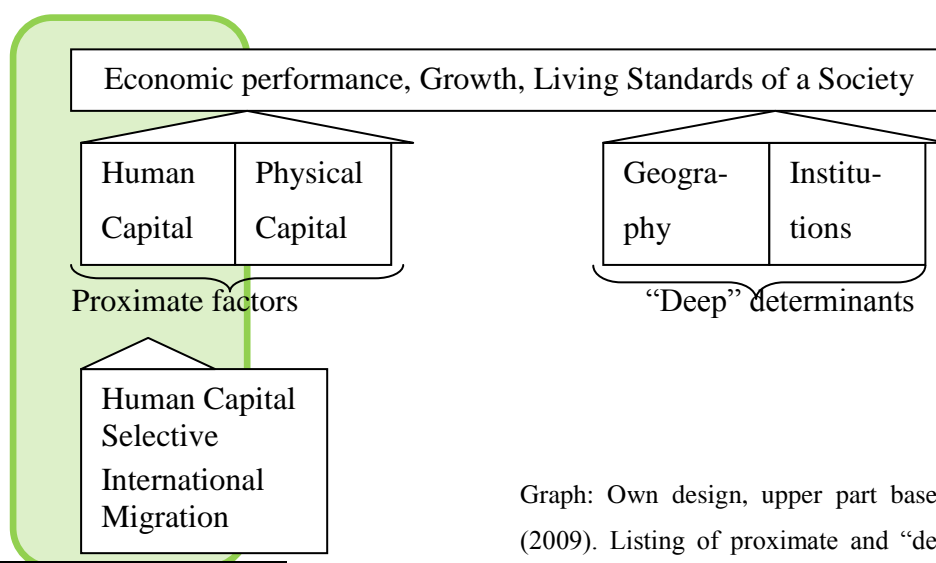 Economic performance, Growth, Living Standards of a Society
Human
Capital
Physical
Capital
Geogra-
phy
Institu-
tions
Proximate factors
“Deep” determinants
Human Capital
Selective
International
Migration
Graph: Own design, upper part base
(2009). Listing of proximate and “de